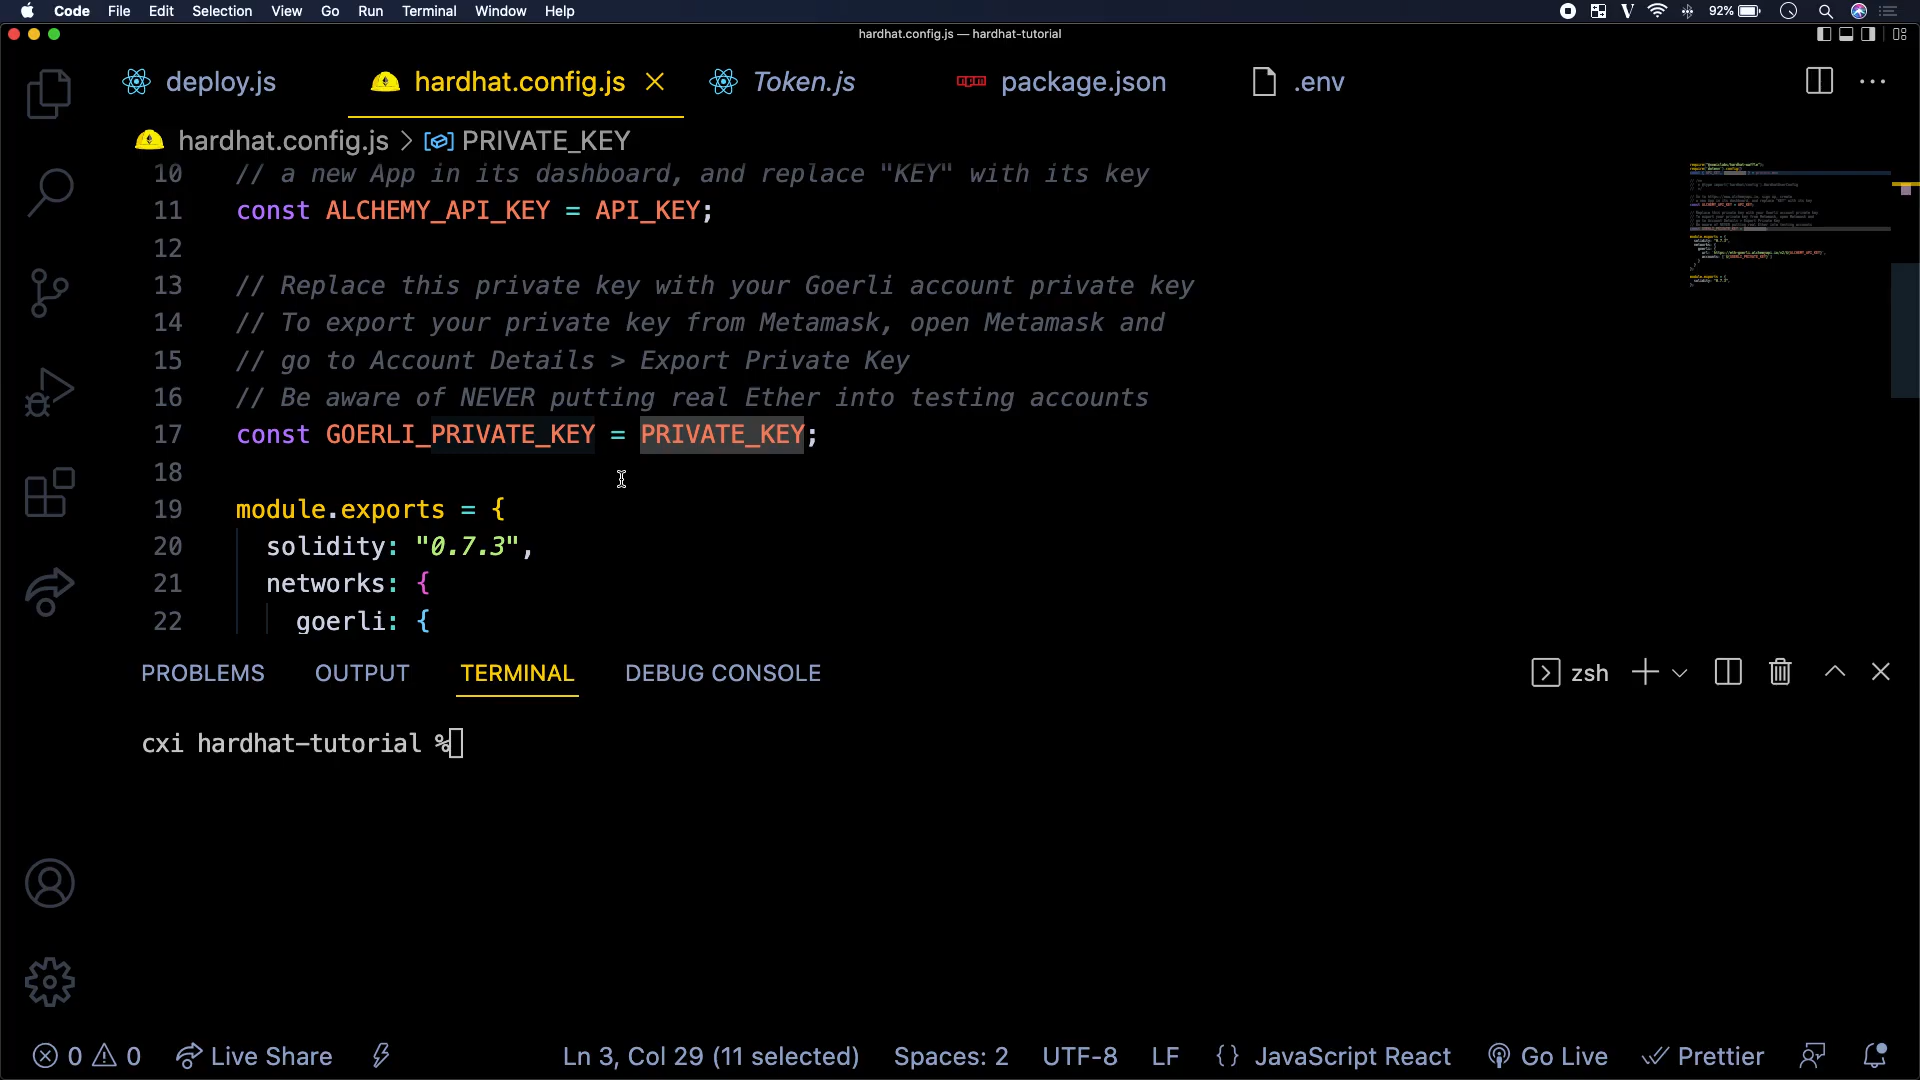 Code File Edit Selection View Go Run Terminal Window Help 92%
hardhat.config.js — hardhat-tutorial
deploy.js hardhat.config.js Token.js package.json .env
hardhat.config.js > PRIVATE_KEY
10 // a new App in its dashboard, and replace "KEY" with its key
11 const ALCHEMY_API_KEY = API_KEY;
12
13 // Replace this private key with your Goerli account private key
14 // To export your private key from Metamask, open Metamask and
15 // go to Account Details > Export Private Key
16 // Be aware of NEVER putting real Ether into testing accounts
17 const GOERLI_PRIVATE_KEY = PRIVATE_KEY;
18
19 module.exports = {
20 solidity: "0.7.3",
21 networks: {
22 goerli: {
PROBLEMS OUTPUT TERMINAL DEBUG CONSOLE zsh
cxi hardhat-tutorial %
0 0 Live Share Ln 3, Col 29 (11 selected) Spaces: 2 UTF-8 LF {} JavaScript React Go Live Prettier